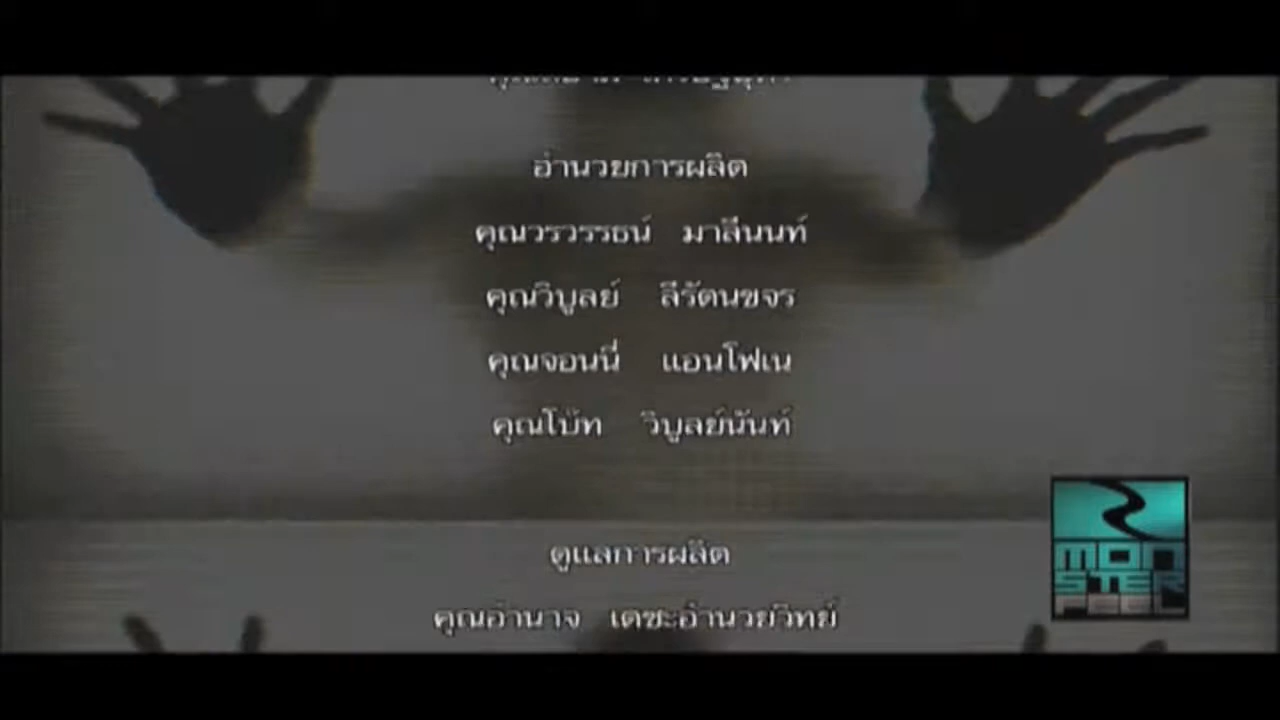 อำนวยการผลิต
คุณวรวรรธน์ มาลีนนท์
คุณวิบูลย์ ลีรัตนขจร
คุณจอนนี่ แอนโฟเน
คุณโบ๊ท วิบูลย์นันท์
ดูแลการผลิต
คุณอำนาจ เดชะอำนวยวิทย์
MON
STER
POOL